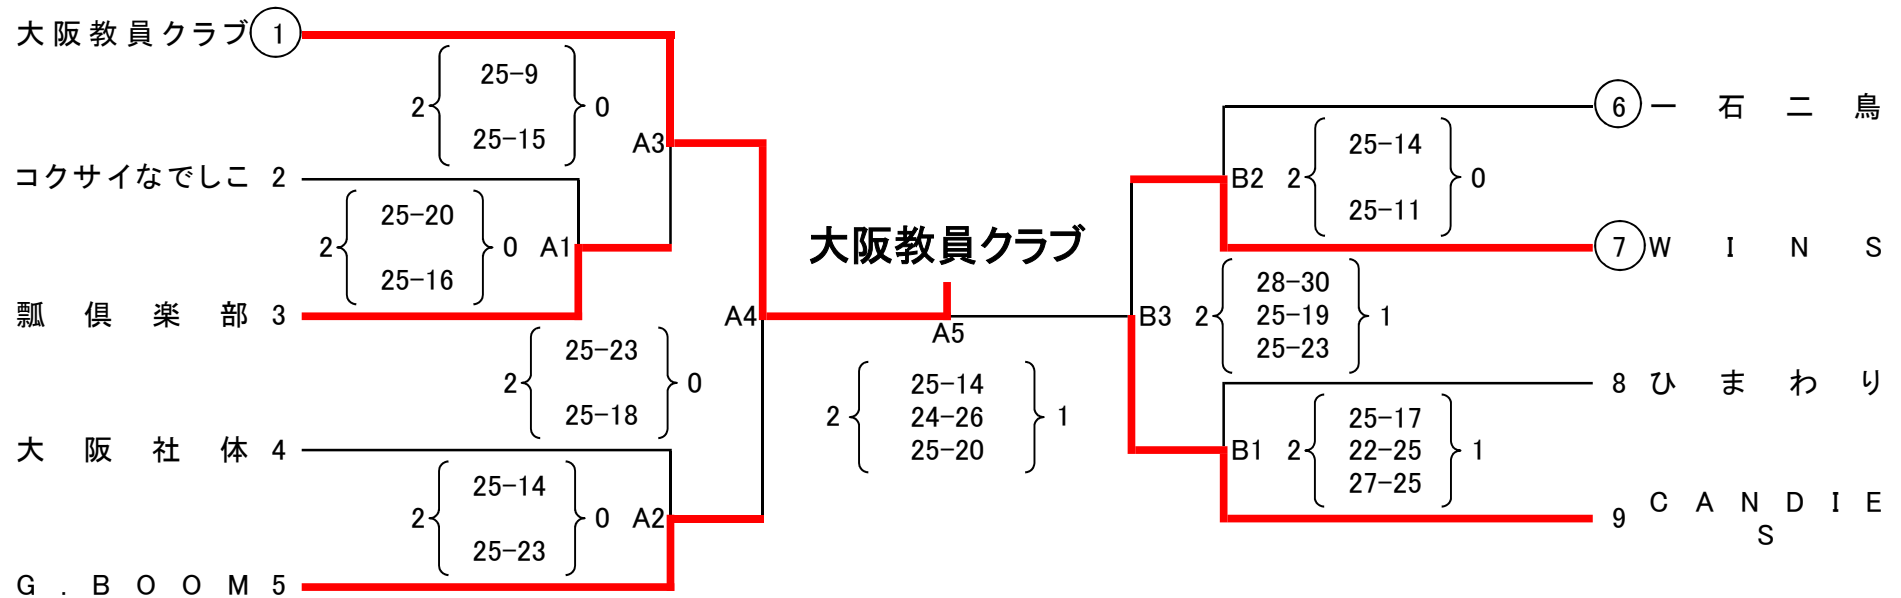 大阪教員クラブ 1
25-9
2 0
25-15
A3
コクサイなでしこ 2
25-20
2 0 A1
25-16
瓢倶楽部 3
A4
25-23
2 0
25-18
大阪社体 4
25-14
2 0 A2
25-23
G.BOOM 5
大阪教員クラブ
A5
25-14
2 24-26 1
25-20
6 一石二鳥
25-14
B2 2 0
25-11
7 WINS
28-30
B3 2 25-19 1
25-23
8 ひまわり
25-17
B1 2 22-25 1
27-25
9 CANDIE
S